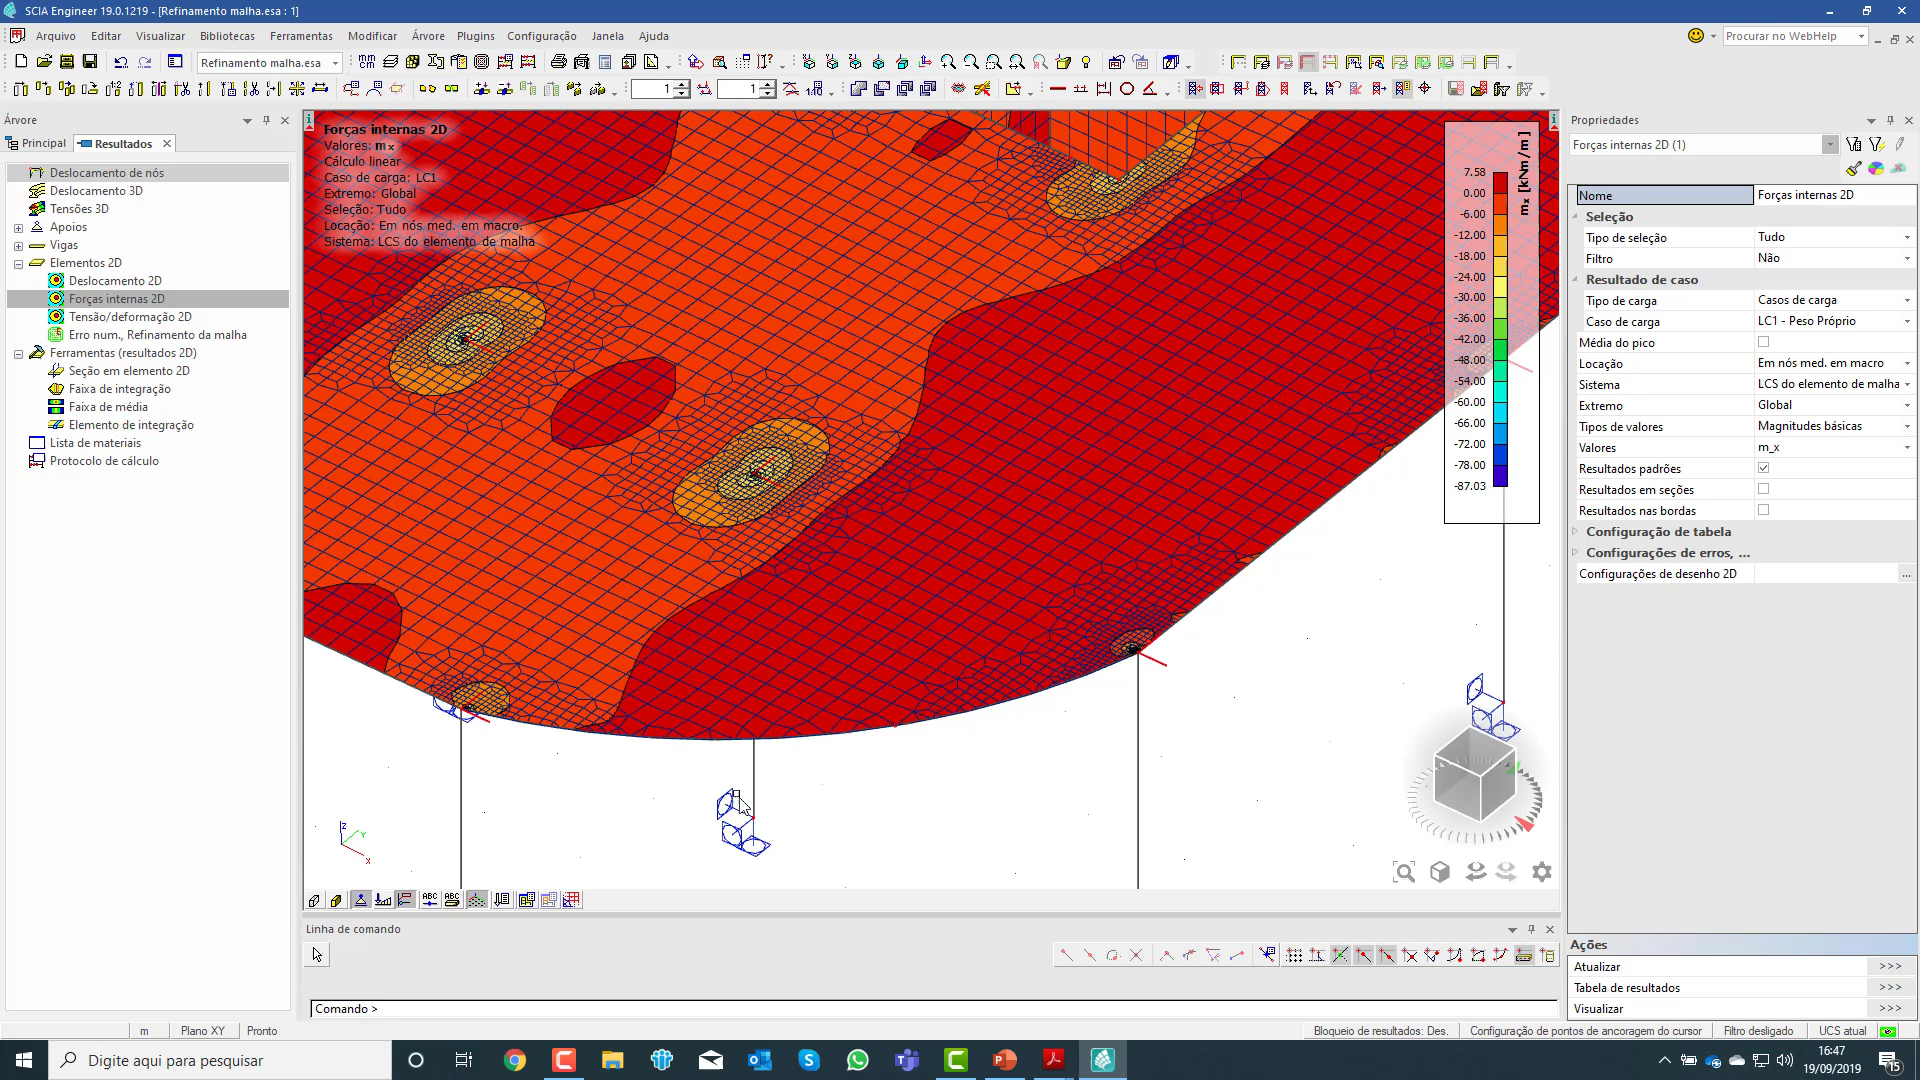 SCIA Engineer 19.0.1219 - [Refinamento malha.esa : 1]
Arquivo Editar Visualizar Bibliotecas Ferramentas Modificar Árvore Plugins Configuração Janela Ajuda
Procurar no WebHelp
Refinamento malha.esa
1
1
Árvore
Principal
Resultados
Deslocamento de nós
Deslocamento 3D
Tensões 3D
Apoios
Vigas
Elementos 2D
Deslocamento 2D
Forças internas 2D
Tensão/deformação 2D
Erro num., Refinamento da malha
Ferramentas (resultados 2D)
Seção em elemento 2D
Faixa de integração
Faixa de média
Elemento de integração
Lista de materiais
Protocolo de cálculo
Forças internas 2D
Valores: mx
Cálculo linear
Caso de carga: LC1
Extremo: Global
Seleção: Tudo
Locação: Em nós med. em macro.
Sistema: LCS do elemento de malha
mx [kNm/m]
7.58
0.00
-6.00
-12.00
-18.00
-24.00
-30.00
-36.00
-42.00
-48.00
-54.00
-60.00
-66.00
-72.00
-78.00
-87.03
z
Y
x
ABC
ABC
Linha de comando
Comando >
Propriedades
Forças internas 2D (1)
Nome Forças internas 2D
Seleção
Tipo de seleção Tudo
Filtro Não
Resultado de caso
Tipo de carga Casos de carga
Caso de carga LC1 - Peso Próprio
Média do pico
Locação Em nós med. em macro
Sistema LCS do elemento de malha
Extremo Global
Tipos de valores Magnitudes básicas
Valores m_x
Resultados padrões
Resultados em seções
Resultados nas bordas
Configuração de tabela
Configurações de erros, ...
Configurações de desenho 2D ...
Ações
Atualizar >>>
Tabela de resultados >>>
Visualizar >>>
m Plano XY Pronto
Bloqueio de resultados: Des. Configuração de pontos de ancoragem do cursor Filtro desligado UCS atual
Digite aqui para pesquisar
16:47
19/09/2019
15